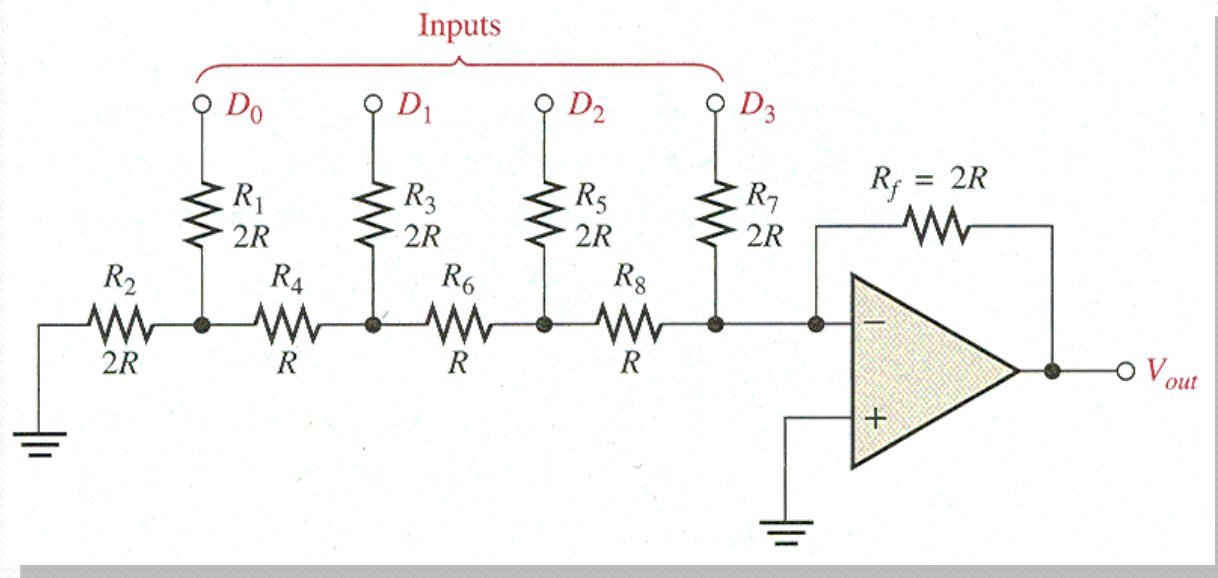 Inputs
D0 D1 D2 D3
Rf = 2R
R1 R3 R5 R7
2R 2R 2R 2R
R2 R4 R6 R8
2R R R R
−
+
Vout